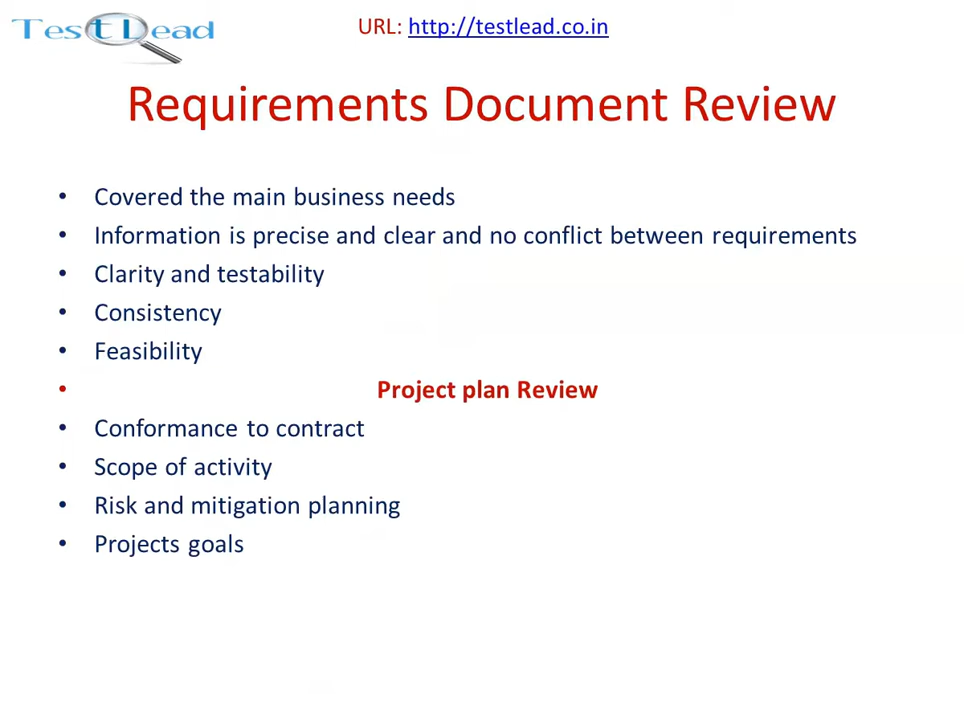 TestLead
URL: http://testlead.co.in
Requirements Document Review
• Covered the main business needs
• Information is precise and clear and no conflict between requirements
• Clarity and testability
• Consistency
• Feasibility
• Project plan Review
• Conformance to contract
• Scope of activity
• Risk and mitigation planning
• Projects goals